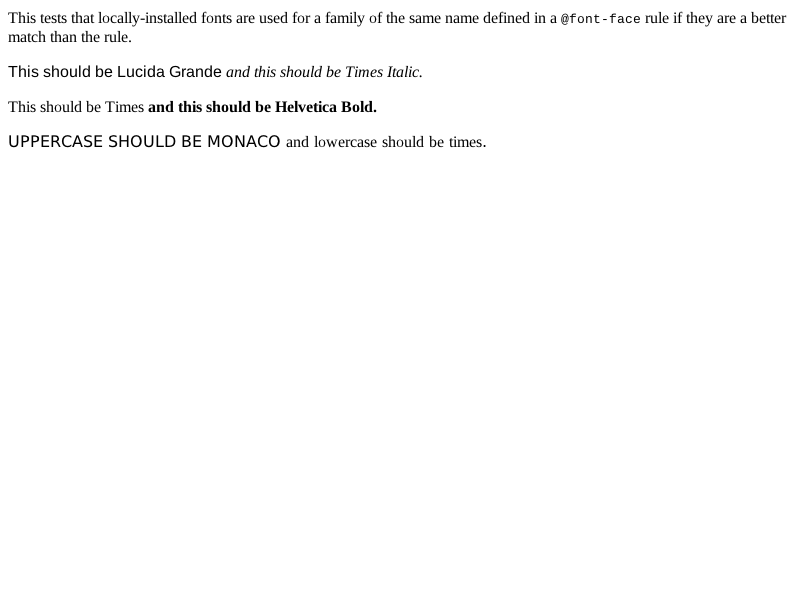 This tests that locally-installed fonts are used for a family of the same name defined in a @font-face rule if they are a better
match than the rule.
This should be Lucida Grande and this should be Times Italic.
This should be Times and this should be Helvetica Bold.
UPPERCASE SHOULD BE MONACO and lowercase should be times.